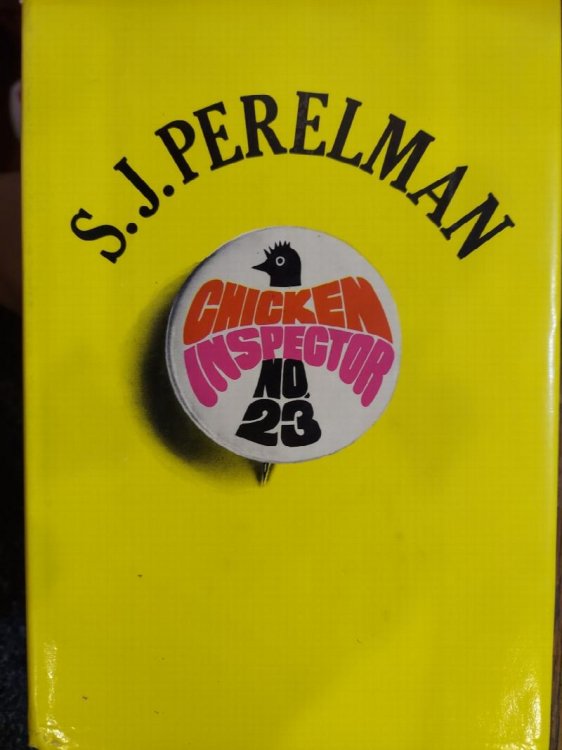 S.J.PERELMAN
CHICKEN
INSPECTOR
NO.
23